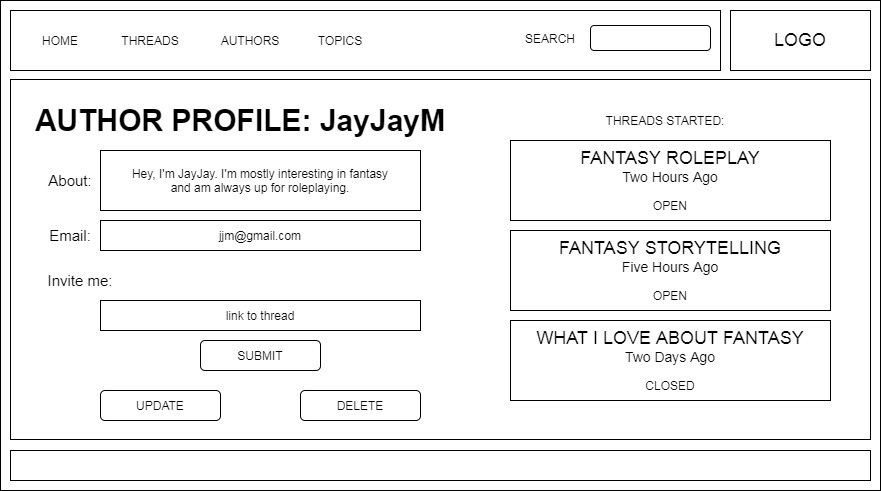 HOME THREADS AUTHORS TOPICS SEARCH LOGO
AUTHOR PROFILE: JayJayM
About:
Hey, I'm JayJay. I'm mostly interesting in fantasy
and am always up for roleplaying.
Email:
jjm@gmail.com
Invite me:
link to thread
SUBMIT
UPDATE DELETE
THREADS STARTED:
FANTASY ROLEPLAY
Two Hours Ago
OPEN
FANTASY STORYTELLING
Five Hours Ago
OPEN
WHAT I LOVE ABOUT FANTASY
Two Days Ago
CLOSED